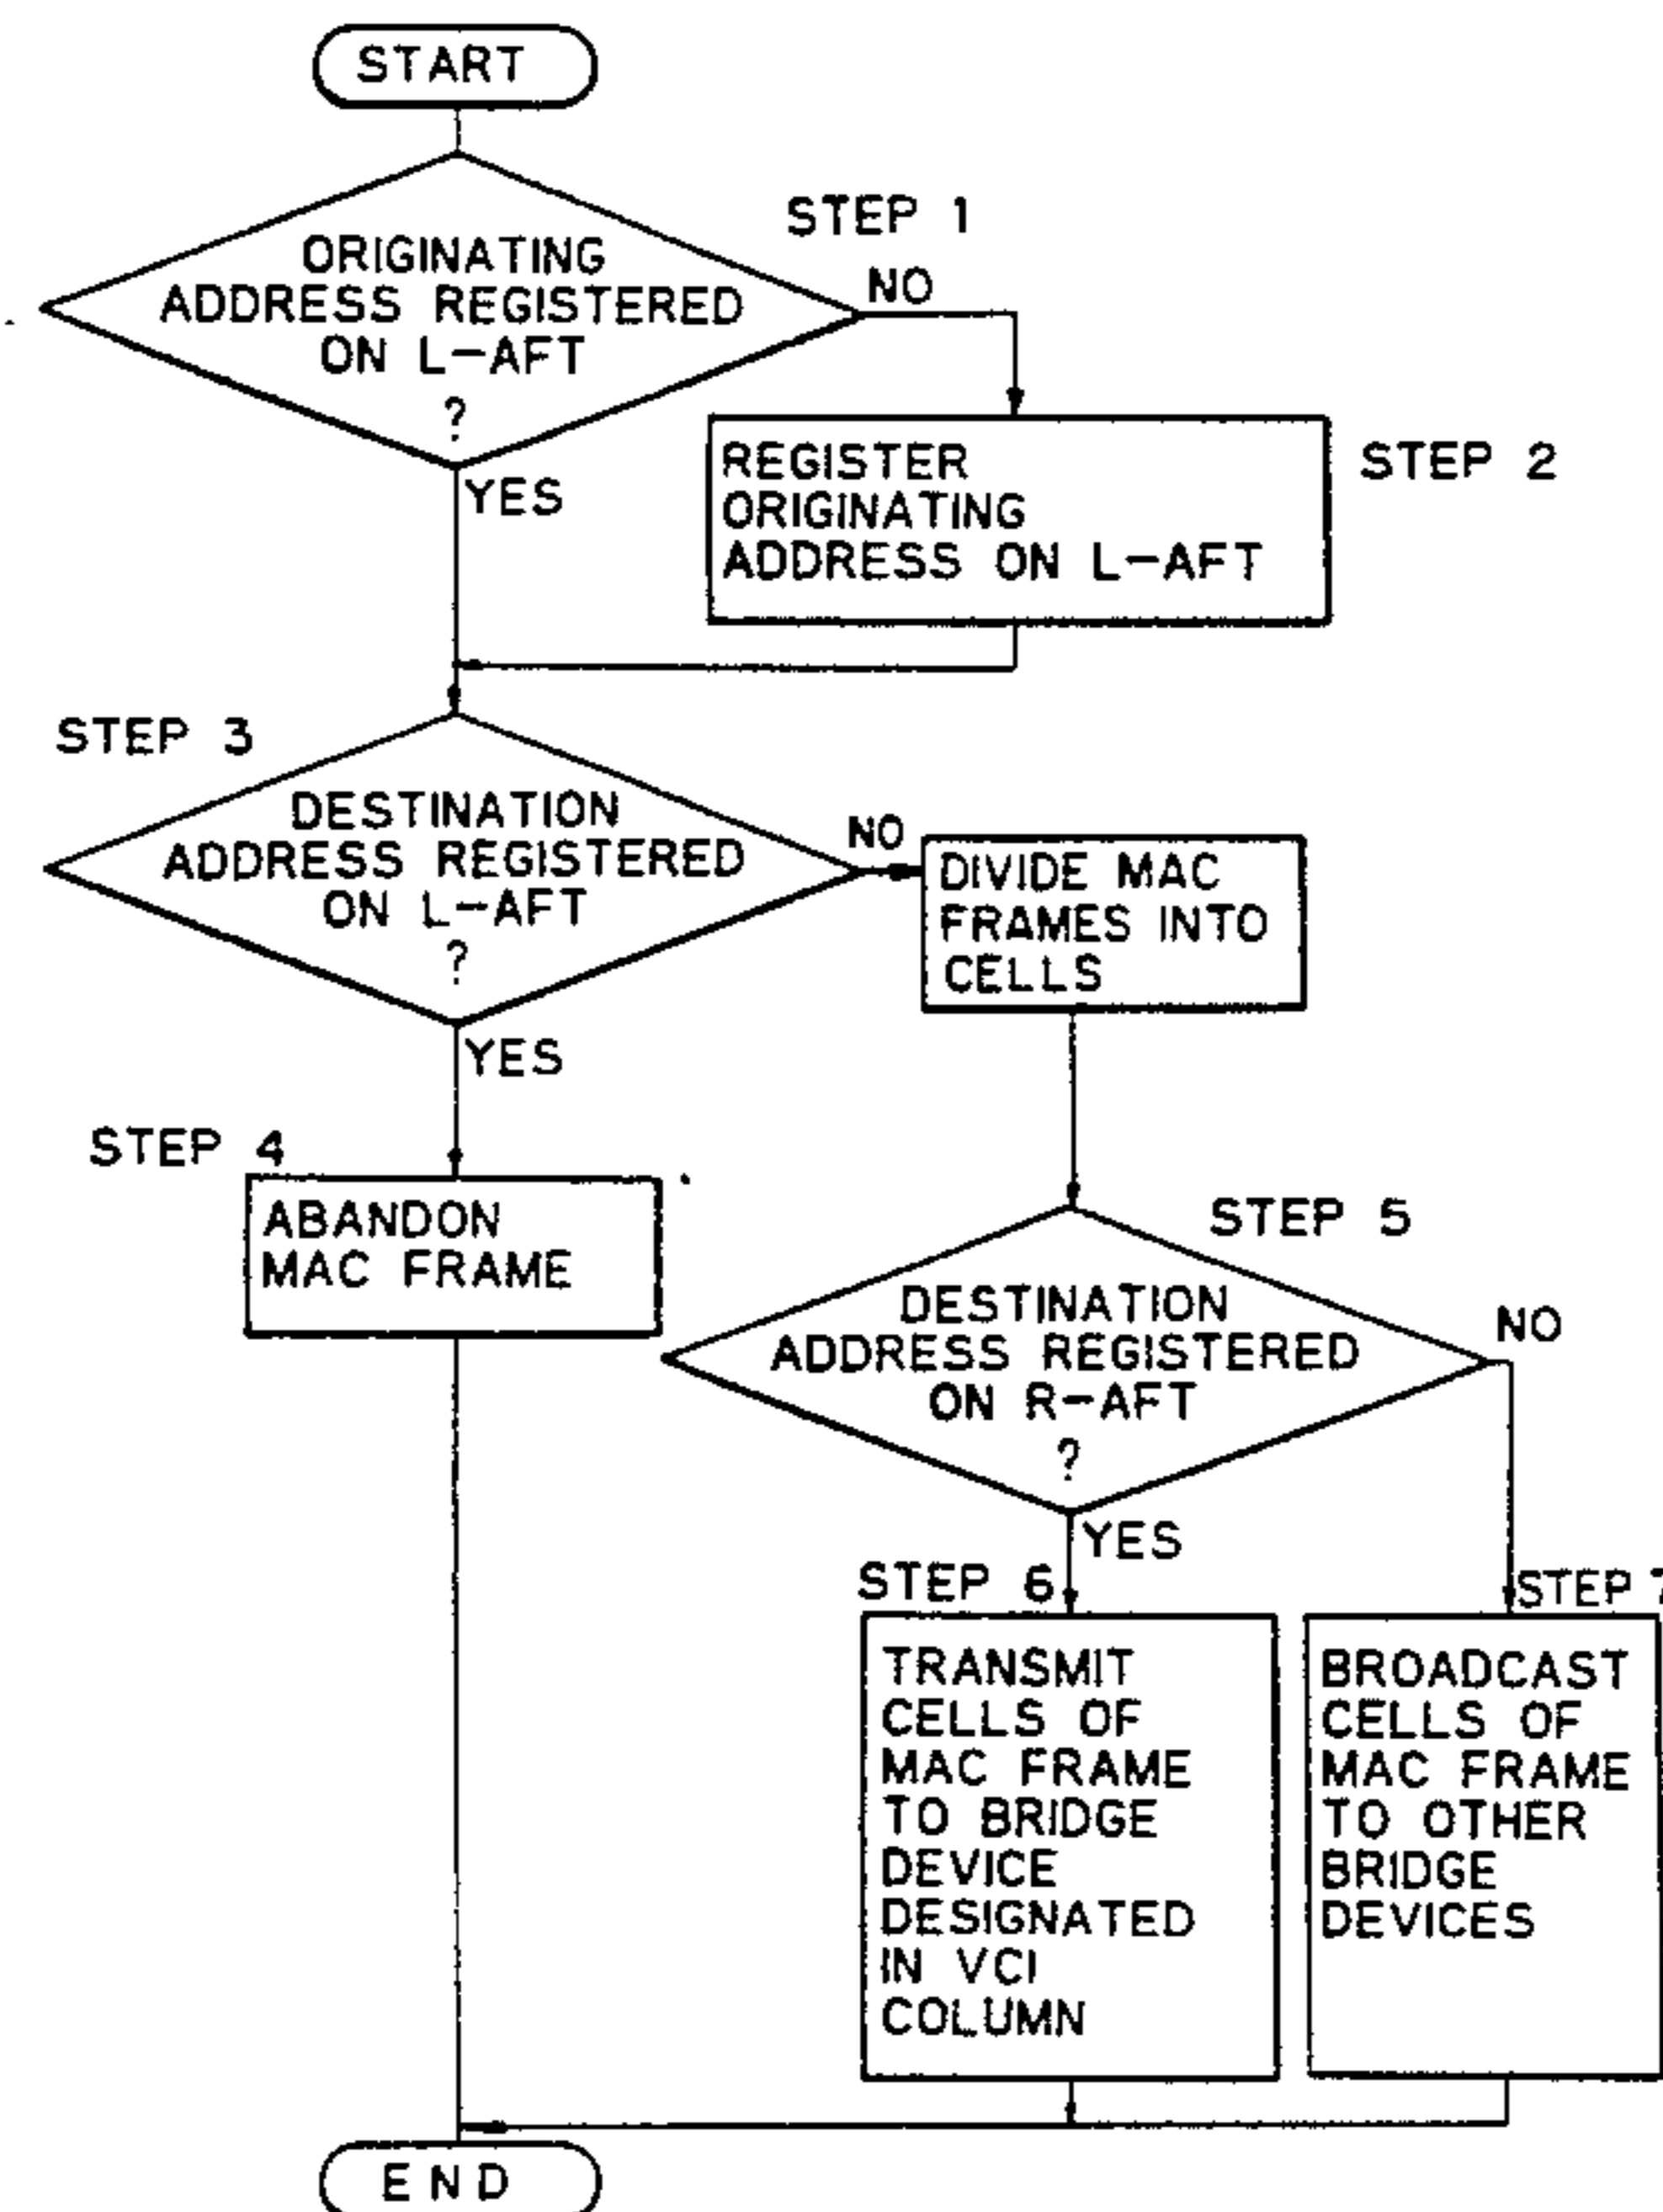 START
STEP 1
ORIGINATING
ADDRESS REGISTERED
ON L-AFT
?
NO
YES
REGISTER
ORIGINATING
ADDRESS ON L-AFT
STEP 2
STEP 3
DESTINATION
ADDRESS REGISTERED
ON L-AFT
?
NO
YES
DIVIDE MAC
FRAMES INTO
CELLS
STEP 4
ABANDON
MAC FRAME
STEP 5
DESTINATION
ADDRESS REGISTERED
ON R-AFT
?
NO
YES
STEP 6
TRANSMIT
CELLS OF
MAC FRAME
TO BRIDGE
DEVICE
DESIGNATED
IN VCI
COLUMN
STEP 7
BROADCAST
CELLS OF
MAC FRAME
TO OTHER
BRIDGE
DEVICES
END